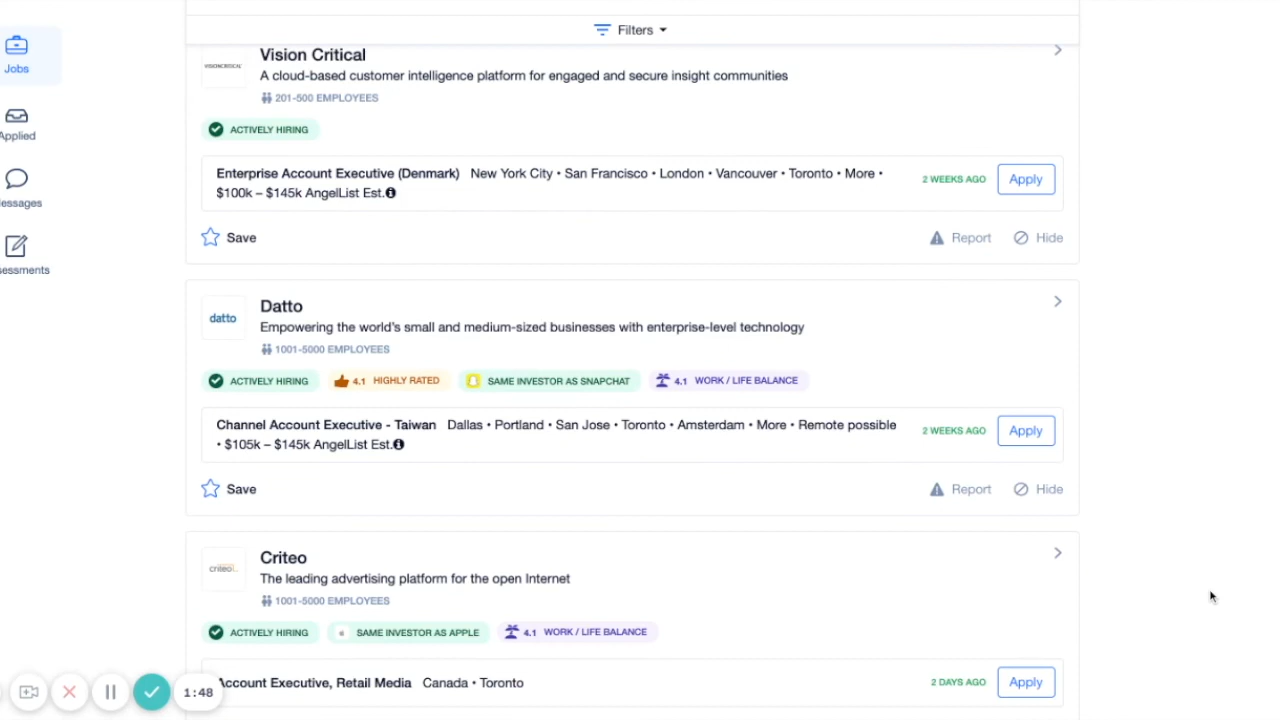 Filters
Jobs
Applied
essages
sessments
VISIONCRITICAL
Vision Critical
A cloud-based customer intelligence platform for engaged and secure insight communities
201-500 EMPLOYEES
ACTIVELY HIRING
Enterprise Account Executive (Denmark) New York City • San Francisco • London • Vancouver • Toronto • More •
$100k – $145k AngelList Est.
2 WEEKS AGO
Apply
Save
Report
Hide
datto
Datto
Empowering the world's small and medium-sized businesses with enterprise-level technology
1001-5000 EMPLOYEES
ACTIVELY HIRING 4.1 HIGHLY RATED SAME INVESTOR AS SNAPCHAT 4.1 WORK / LIFE BALANCE
Channel Account Executive - Taiwan Dallas • Portland • San Jose • Toronto • Amsterdam • More • Remote possible
• $105k – $145k AngelList Est.
2 WEEKS AGO
Apply
Save
Report
Hide
criteo
Criteo
The leading advertising platform for the open Internet
1001-5000 EMPLOYEES
ACTIVELY HIRING SAME INVESTOR AS APPLE 4.1 WORK / LIFE BALANCE
Account Executive, Retail Media Canada • Toronto
2 DAYS AGO
Apply
1:48